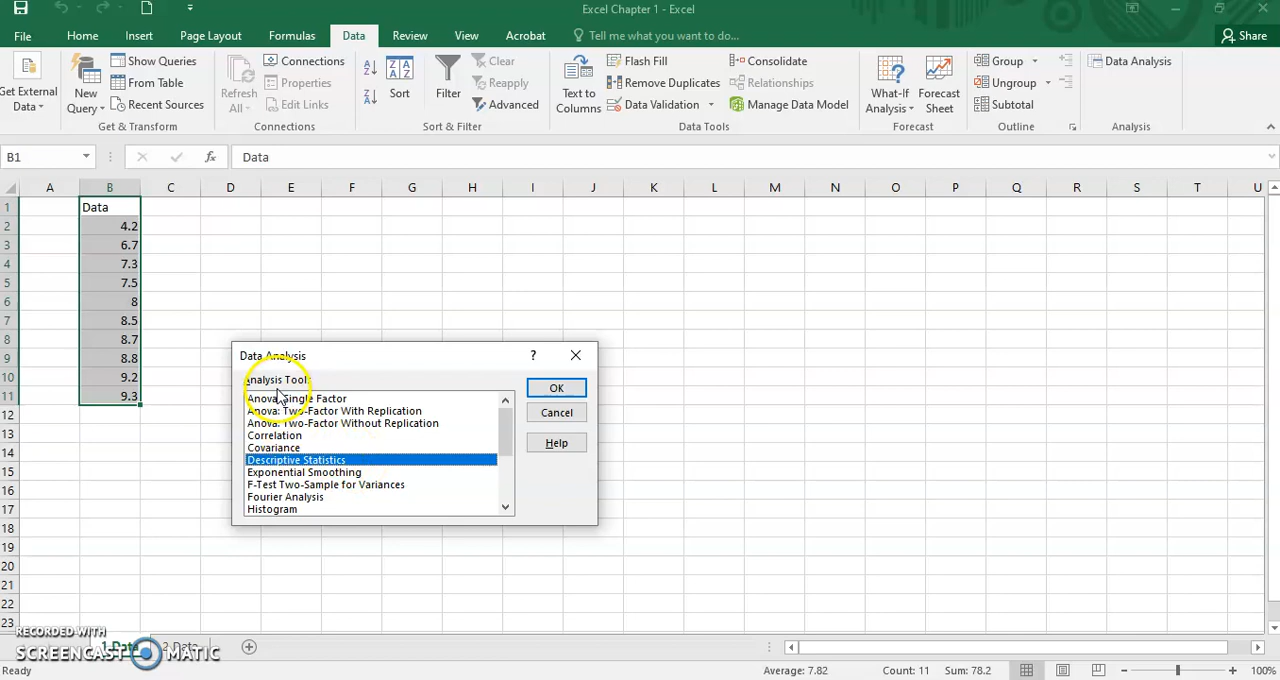 Excel Chapter 1 - Excel
File Home Insert Page Layout Formulas Data Review View Acrobat Tell me what you want to do... Share
Get External Data
New Query
Show Queries
From Table
Recent Sources
Get & Transform
Refresh All
Connections
Properties
Edit Links
Connections
Sort
Filter
Clear
Reapply
Advanced
Sort & Filter
Text to Columns
Flash Fill
Remove Duplicates
Data Validation
Consolidate
Relationships
Manage Data Model
Data Tools
What-If Analysis
Forecast Sheet
Forecast
Group
Ungroup
Subtotal
Outline
Data Analysis
Analysis
B1 fx Data
A B C D E F G H I J K L M N O P Q R S T U
1 Data
2 4.2
3 6.7
4 7.3
5 7.5
6 8
7 8.5
8 8.7
9 8.8
10 9.2
11 9.3
12
13
14
15
16
17
18
19
20
21
22
23
Data Analysis ?
Analysis Tools
Anova: Single Factor
Anova: Two-Factor With Replication
Anova: Two-Factor Without Replication
Correlation
Covariance
Descriptive Statistics
Exponential Smoothing
F-Test Two-Sample for Variances
Fourier Analysis
Histogram
OK
Cancel
Help
RECORDED WITH
SCREENCAST MATIC
1 Data 2 Data
Ready Average: 7.82 Count: 11 Sum: 78.2 100%